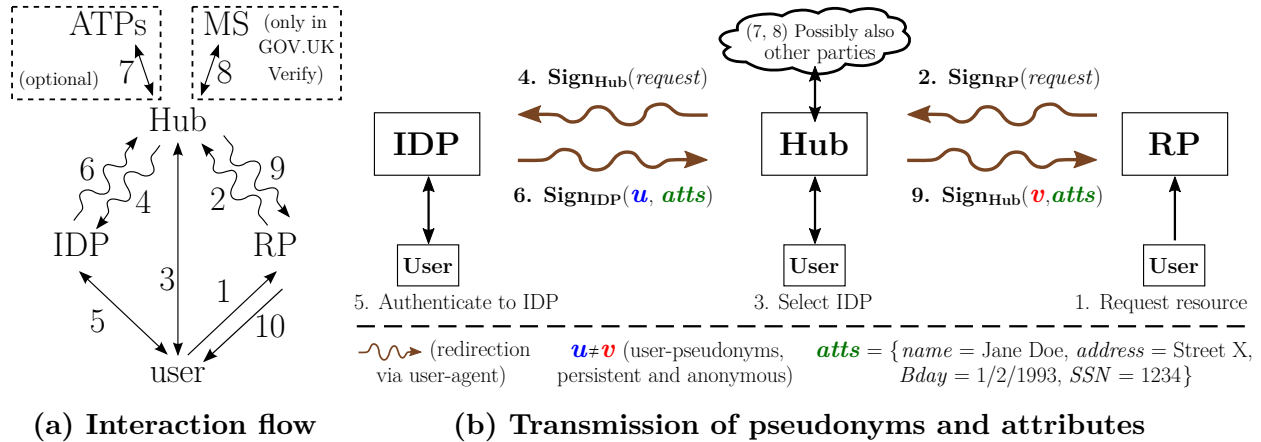 ATPs
MS
(only in
GOV.UK
Verify)
(optional)
7
8
Hub
6
4
2
9
IDP
RP
3
5
1
10
user
(a) Interaction flow
(7, 8) Possibly also
other parties
4. Sign_Hub(request)
2. Sign_RP(request)
IDP
Hub
RP
6. Sign_IDP(u, atts)
9. Sign_Hub(v,atts)
User
User
User
5. Authenticate to IDP
3. Select IDP
1. Request resource
(redirection
via user-agent)
u≠v (user-pseudonyms,
persistent and anonymous)
atts = {name = Jane Doe, address = Street X,
Bday = 1/2/1993, SSN = 1234}
(b) Transmission of pseudonyms and attributes